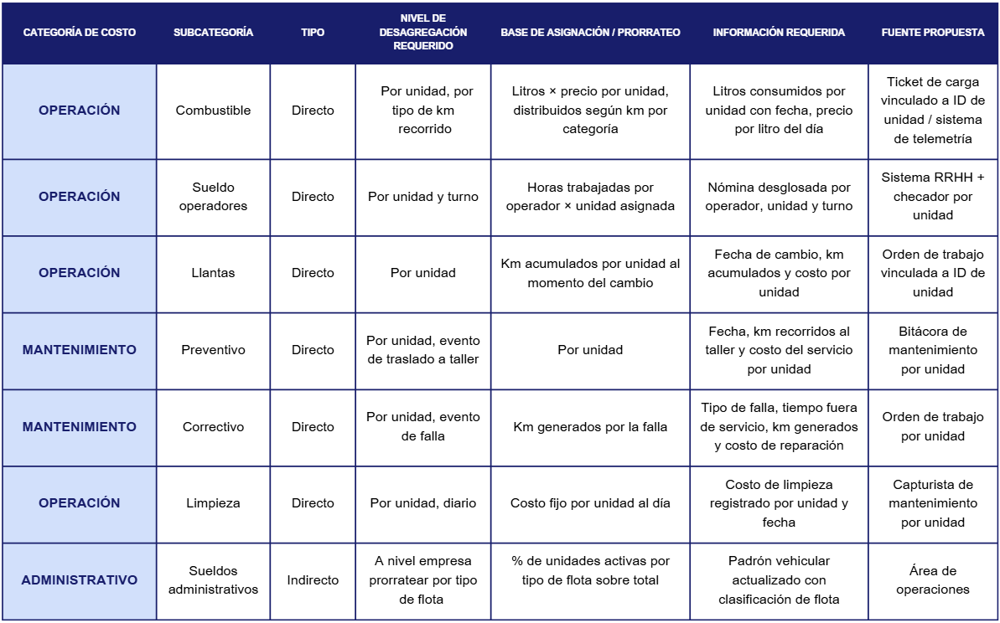 CATEGORÍA DE COSTO
SUBCATEGORÍA
TIPO
NIVEL DE
DESAGREGACIÓN
REQUERIDO
BASE DE ASIGNACIÓN / PRORRATEO
INFORMACIÓN REQUERIDA
FUENTE PROPUESTA
OPERACIÓN
Combustible
Directo
Por unidad, por
tipo de km
recorrido
Litros × precio por unidad,
distribuidos según km por
categoría
Litros consumidos por
unidad con fecha, precio
por litro del día
Ticket de carga
vinculado a ID de
unidad / sistema
de telemetría
OPERACIÓN
Sueldo
operadores
Directo
Por unidad y turno
Horas trabajadas por
operador × unidad asignada
Nómina desglosada por
operador, unidad y turno
Sistema RRHH +
checador por
unidad
OPERACIÓN
Llantas
Directo
Por unidad
Km acumulados por unidad al
momento del cambio
Fecha de cambio, km
acumulados y costo por
unidad
Orden de trabajo
vinculada a ID de
unidad
MANTENIMIENTO
Preventivo
Directo
Por unidad, evento
de traslado a taller
Por unidad
Fecha, km recorridos al
taller y costo del servicio
por unidad
Bitácora de
mantenimiento
por unidad
MANTENIMIENTO
Correctivo
Directo
Por unidad, evento
de falla
Km generados por la falla
Tipo de falla, tiempo fuera
de servicio, km generados
y costo de reparación
Orden de trabajo
por unidad
OPERACIÓN
Limpieza
Directo
Por unidad, diario
Costo fijo por unidad al día
Costo de limpieza
registrado por unidad y
fecha
Capturista de
mantenimiento
por unidad
ADMINISTRATIVO
Sueldos
administrativos
Indirecto
A nivel empresa
prorratear por tipo
de flota
% de unidades activas por
tipo de flota sobre total
Padrón vehicular
actualizado con
clasificación de flota
Área de
operaciones